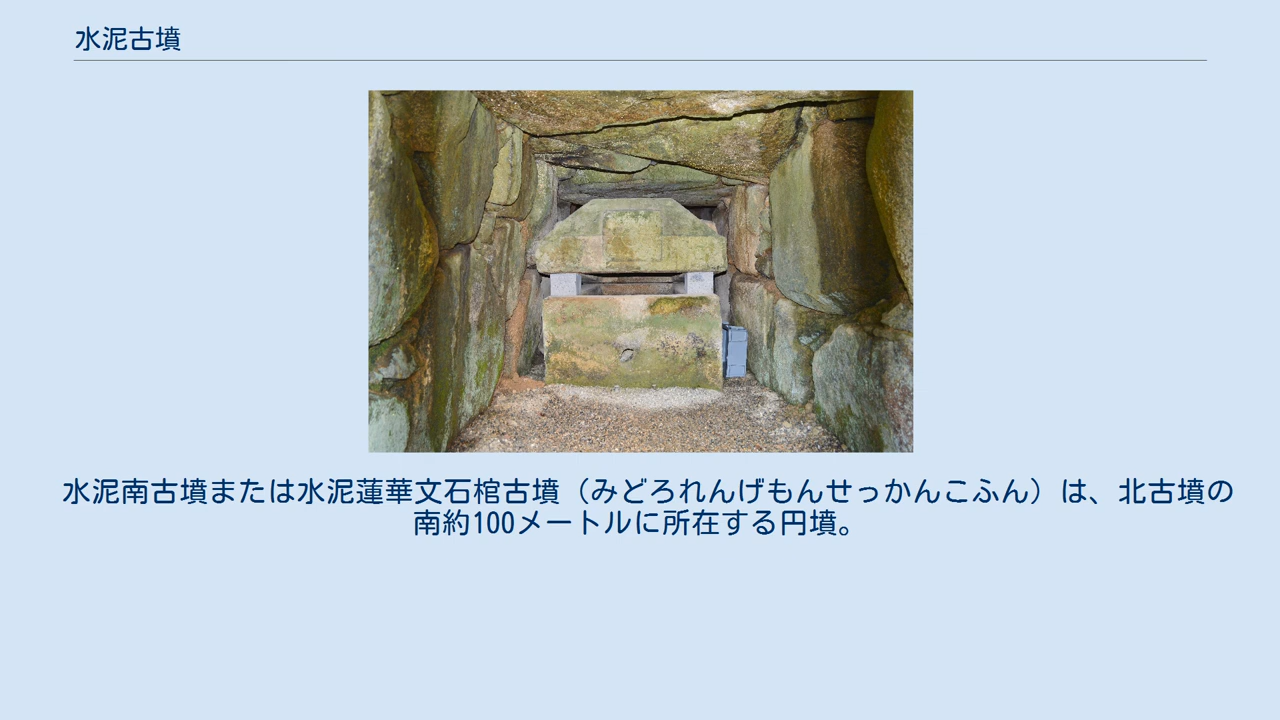 水泥古墳
水泥南古墳または水泥蓮華文石棺古墳（みどろれんげもんせっかんこふん）は、北古墳の
南約100メートルに所在する円墳。